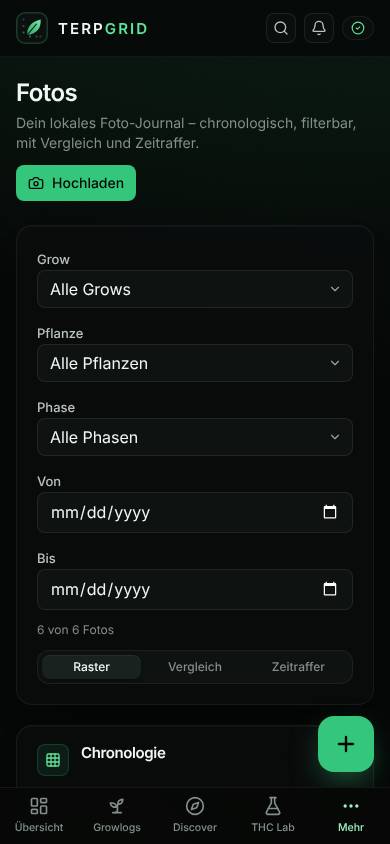 TERPGRID
Fotos
Dein lokales Foto-Journal – chronologisch, filterbar,
mit Vergleich und Zeitraffer.
Hochladen
Grow
Alle Grows
Pflanze
Alle Pflanzen
Phase
Alle Phasen
Von
mm/dd/yyyy
Bis
mm/dd/yyyy
6 von 6 Fotos
Raster Vergleich Zeitraffer
Chronologie
Übersicht Growlogs Discover THC Lab Mehr